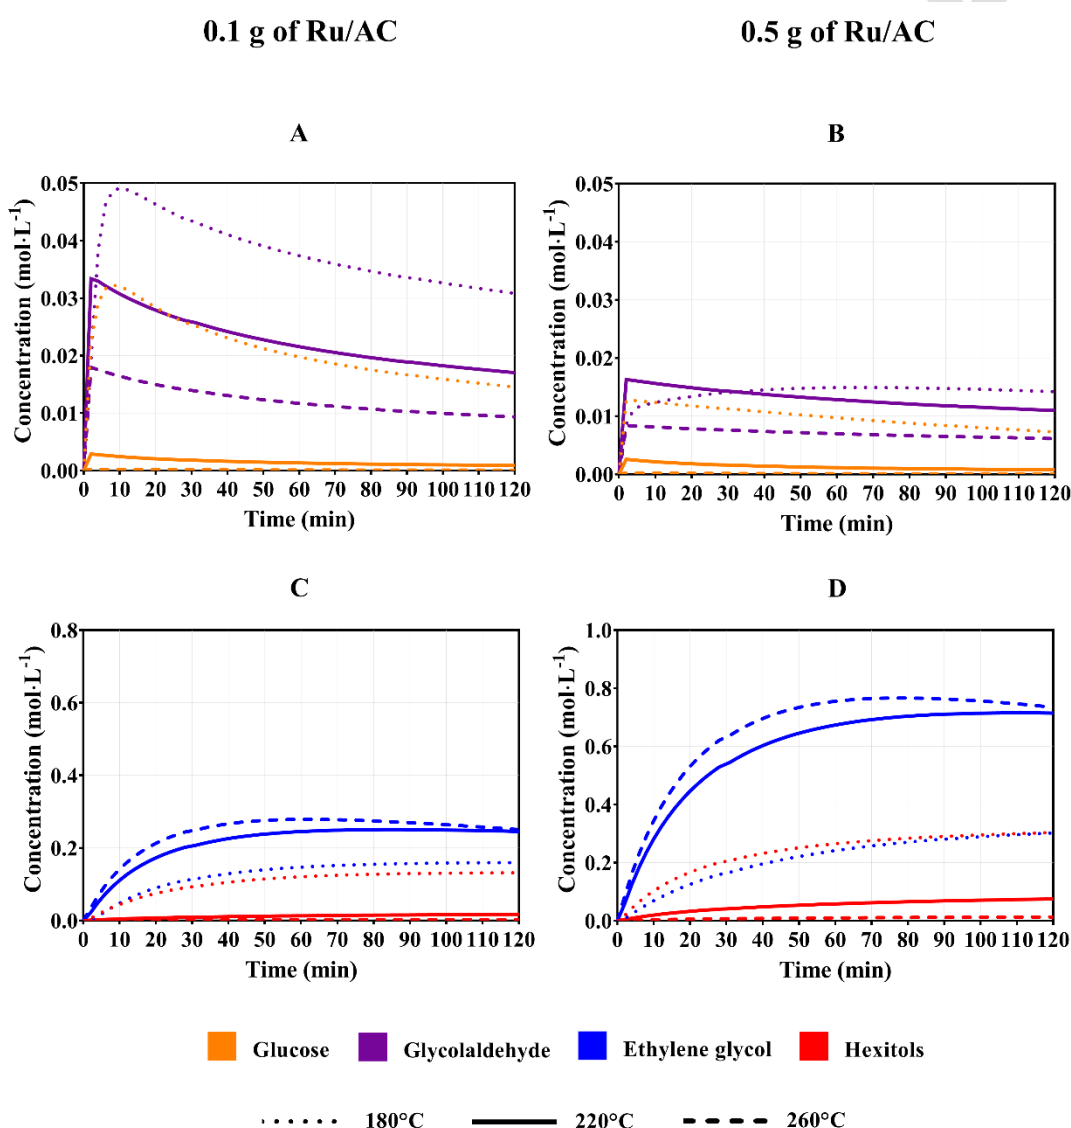 0.1 g of Ru/AC
0.5 g of Ru/AC
A
B
Concentration (mol·L⁻¹)
0.05
0.04
0.03
0.02
0.01
0.00
0 10 20 30 40 50 60 70 80 90 100 110 120
Time (min)
Concentration (mol·L⁻¹)
0.05
0.04
0.03
0.02
0.01
0.00
0 10 20 30 40 50 60 70 80 90 100 110 120
Time (min)
C
D
Concentration (mol·L⁻¹)
0.8
0.6
0.4
0.2
0.0
0 10 20 30 40 50 60 70 80 90 100 110 120
Time (min)
Concentration (mol·L⁻¹)
1.0
0.8
0.6
0.4
0.2
0.0
0 10 20 30 40 50 60 70 80 90 100 110 120
Time (min)
Glucose Glycolaldehyde Ethylene glycol Hexitols
180°C 220°C 260°C